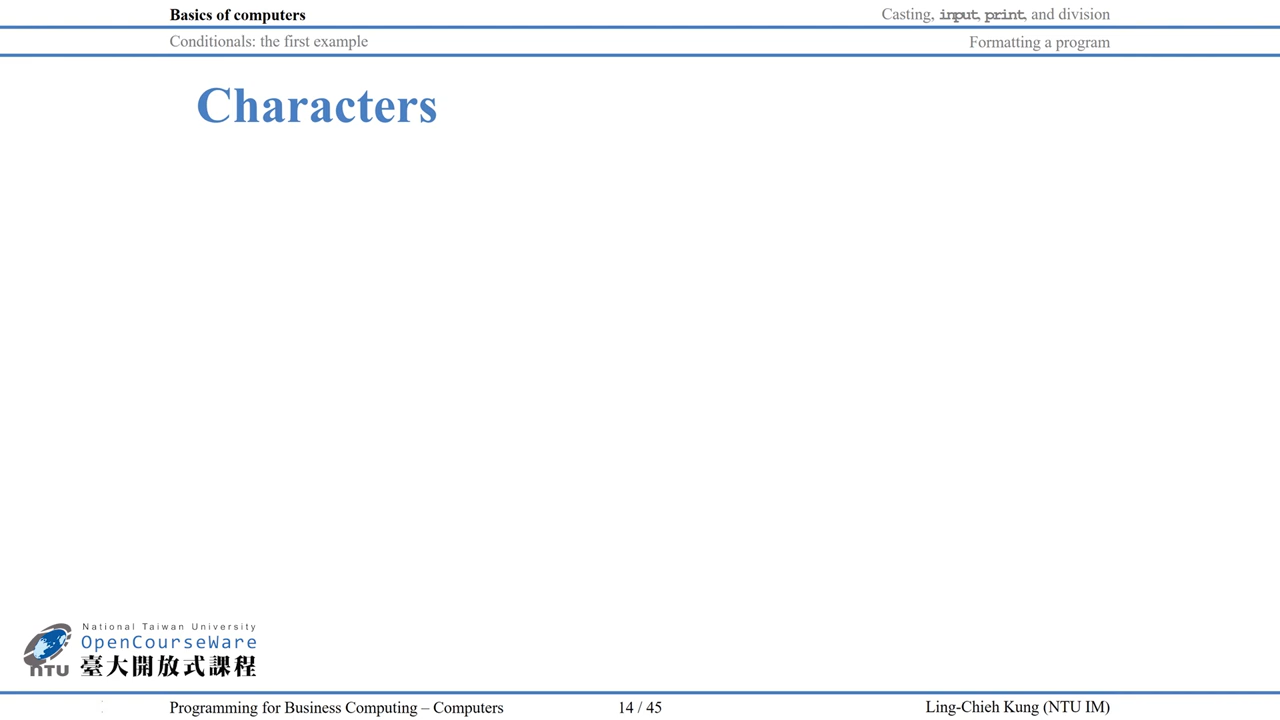 Basics of computers
Casting, input, print, and division
Conditionals: the first example
Formatting a program
Characters
National Taiwan University
OpenCourseWare
臺大開放式課程
NTU
Programming for Business Computing – Computers
14 / 45
Ling-Chieh Kung (NTU IM)